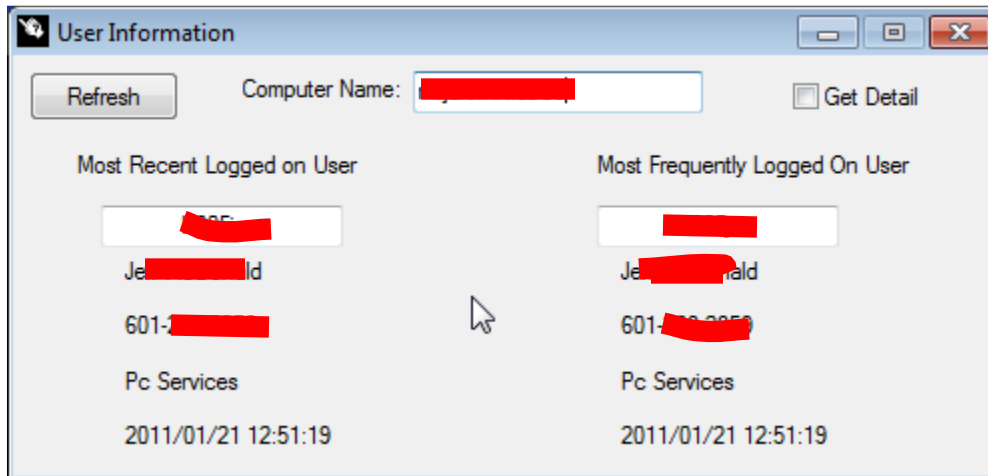 User Information
Refresh
Computer Name:
Get Detail
Most Recent Logged on User
Most Frequently Logged On User
Pc Services
Pc Services
2011/01/21 12:51:19
2011/01/21 12:51:19